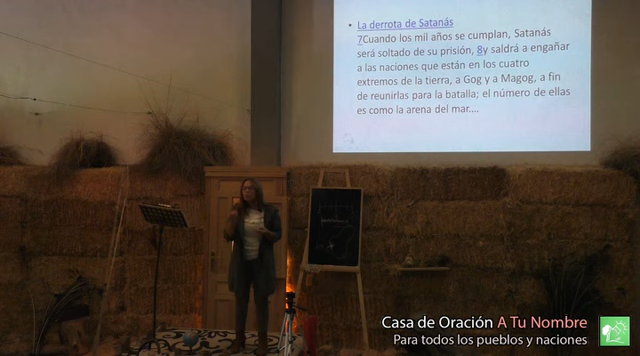 • La derrota de Satanás
7Cuando los mil años se cumplan, Satanás
será soltado de su prisión, 8y saldrá a engañar
a las naciones que están en los cuatro
extremos de la tierra, a Gog y a Magog, a fin
de reunirlas para la batalla; el número de ellas
es como la arena del mar....
Casa de Oración A Tu Nombre
Para todos los pueblos y naciones